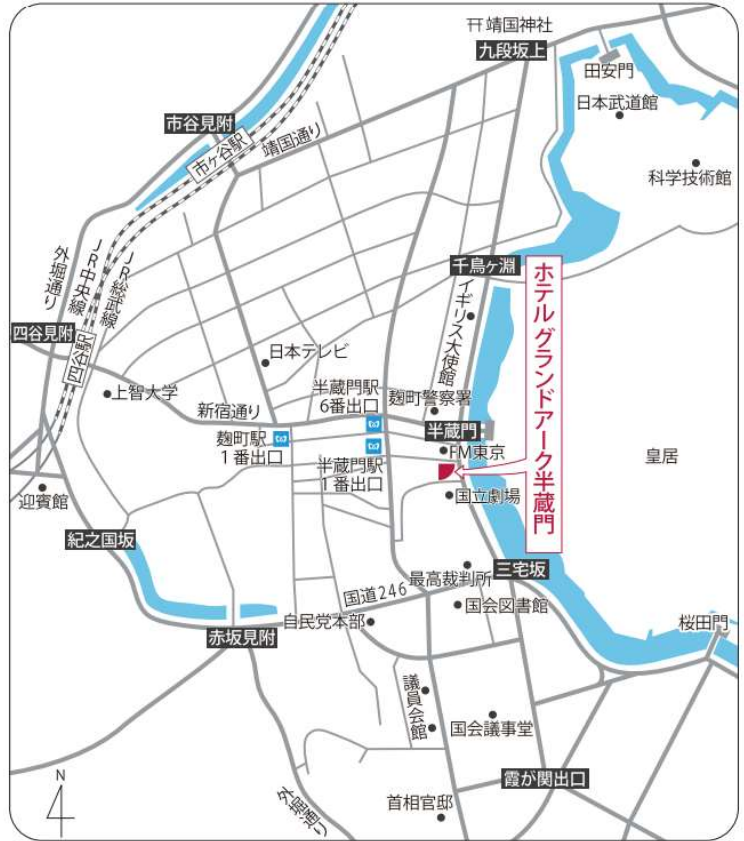 靖国神社
九段坂上
田安門
日本武道館
市谷見附
市ヶ谷駅
靖国通り
科学技術館
外堀通り
JR中央線
JR総武線
千鳥ヶ淵
ホテル グランドアーク半蔵門
イギリス大使館
四谷見附
四谷駅
日本テレビ
上智大学
半蔵門駅
6番出口
麹町警察署
新宿通り
半蔵門
麹町駅
1番出口
半蔵門駅
1番出口
FM東京
皇居
国立劇場
迎賓館
紀之国坂
最高裁判所
三宅坂
国道246
国会図書館
自民党本部
赤坂見附
桜田門
議員会館
国会議事堂
霞が関出口
N
外堀通り
首相官邸